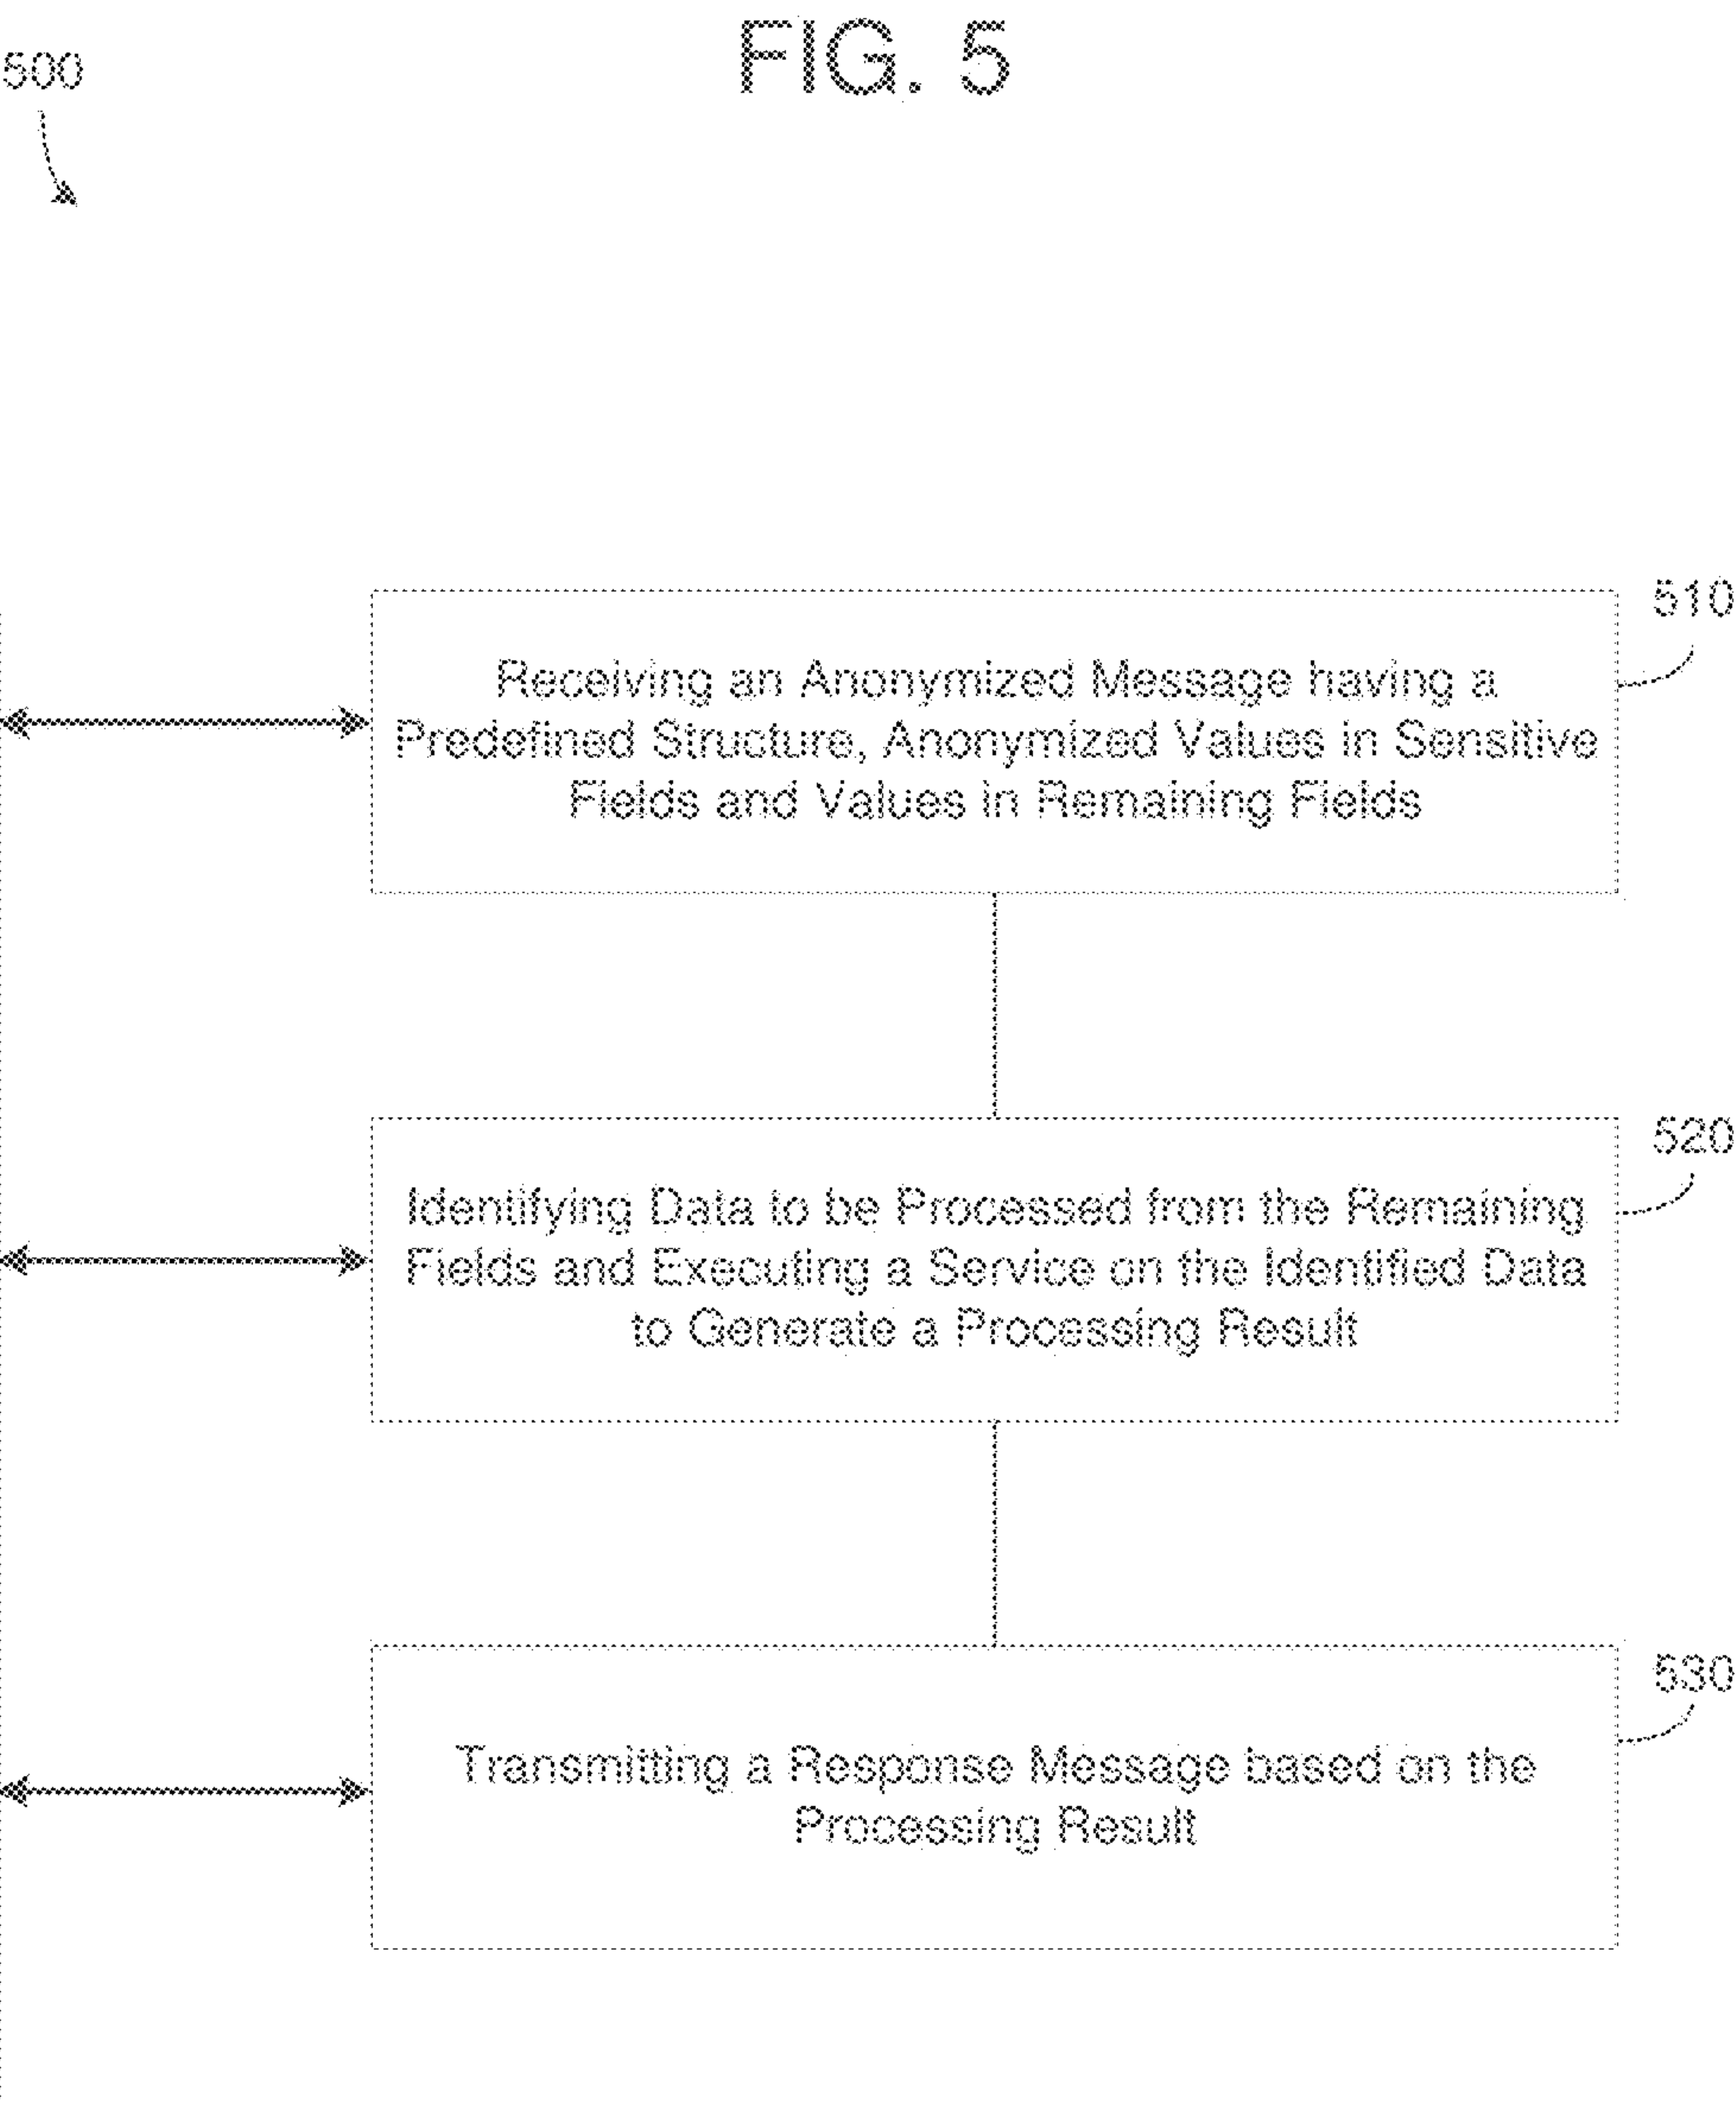 FIG. 5
500
510
Receiving an Anonymized Message having a
Predefined Structure, Anonymized Values in Sensitive
Fields and Values in Remaining Fields
520
Identifying Data to be Processed from the Remaining
Fields and Executing a Service on the Identified Data
to Generate a Processing Result
530
Transmitting a Response Message based on the
Processing Result